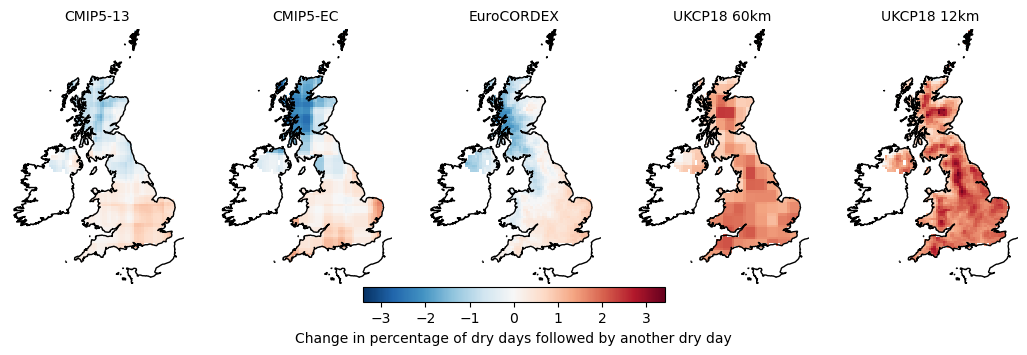 CMIP5-13 CMIP5-EC EuroCORDEX UKCP18 60km UKCP18 12km
−3 −2 −1 0 1 2 3
Change in percentage of dry days followed by another dry day